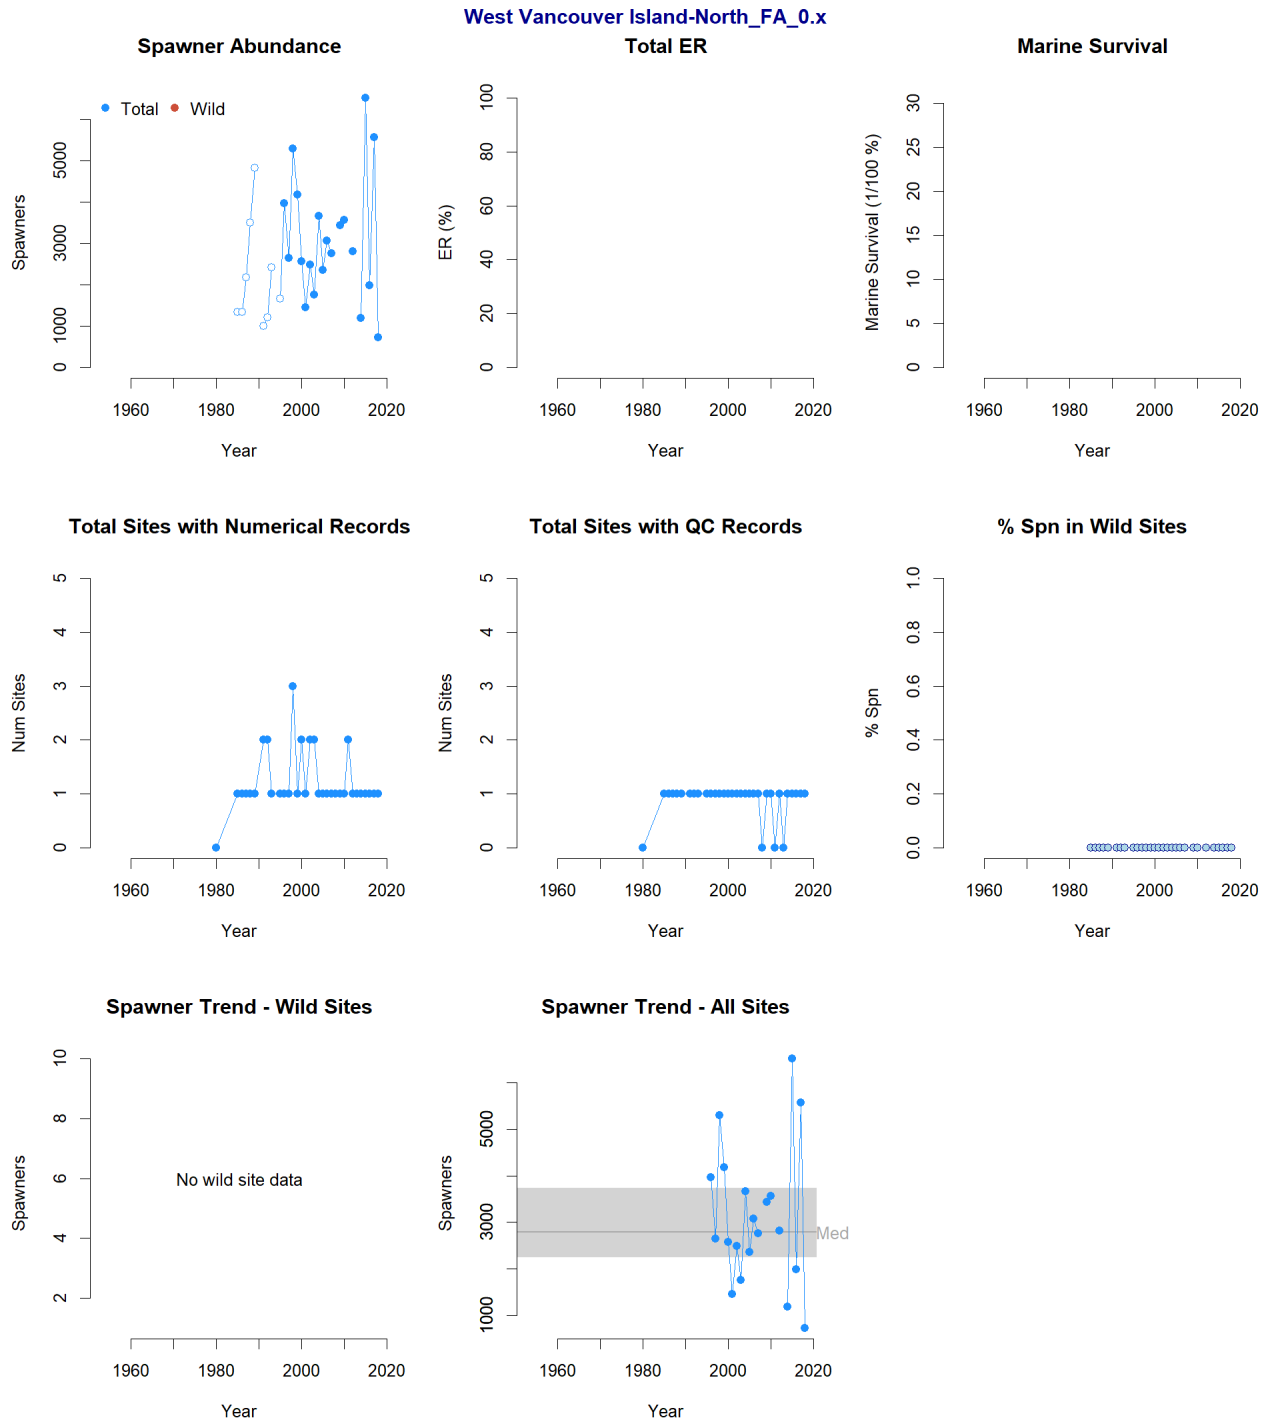 West Vancouver Island-North_FA_0.x
Spawner Abundance
Total Wild
Spawners
0 1000 3000 5000
1960 1980 2000 2020
Year
Total ER
ER (%)
0 20 40 60 80 100
1960 1980 2000 2020
Year
Marine Survival
Marine Survival (1/100 %)
0 5 10 15 20 25 30
1960 1980 2000 2020
Year
Total Sites with Numerical Records
Num Sites
0 1 2 3 4 5
1960 1980 2000 2020
Year
Total Sites with QC Records
Num Sites
0 1 2 3 4 5
1960 1980 2000 2020
Year
% Spn in Wild Sites
% Spn
0.0 0.2 0.4 0.6 0.8 1.0
1960 1980 2000 2020
Year
Spawner Trend - Wild Sites
Spawners
2 4 6 8 10
No wild site data
1960 1980 2000 2020
Year
Spawner Trend - All Sites
Spawners
1000 3000 5000
Med
1960 1980 2000 2020
Year